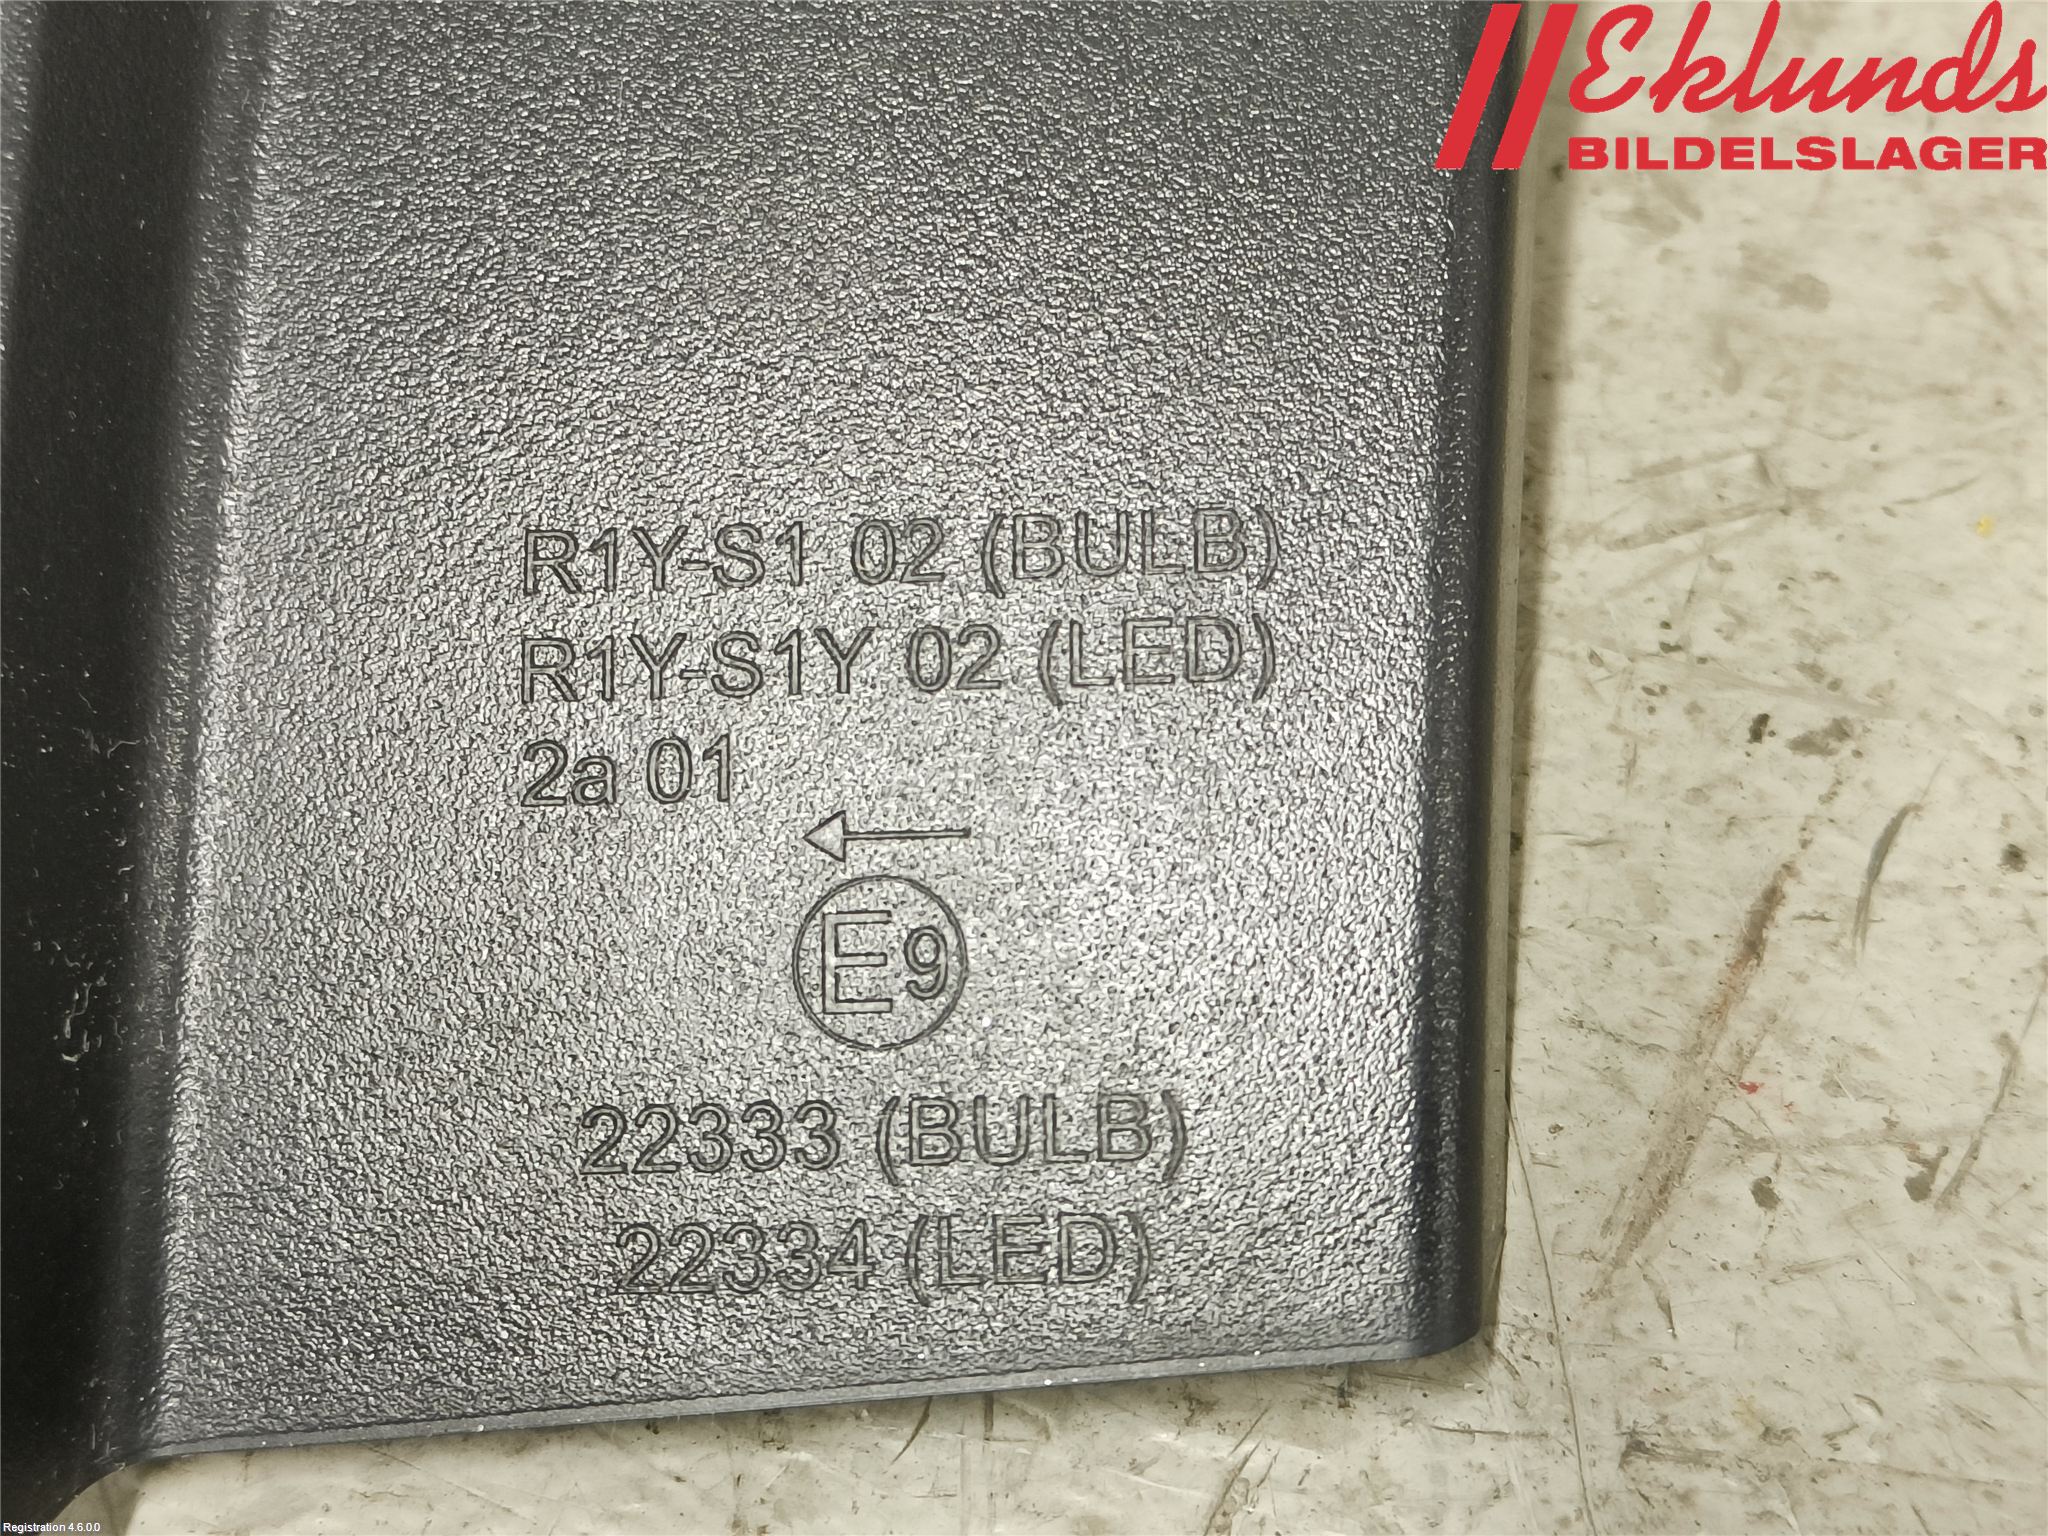 Eklunds
BILDELSLAGER
R1Y-S1 02 (BULB)
R1Y-S1Y 02 (LED)
2a 01
E9
22333 (BULB)
22334 (LED)
Registration 4.6.0.0